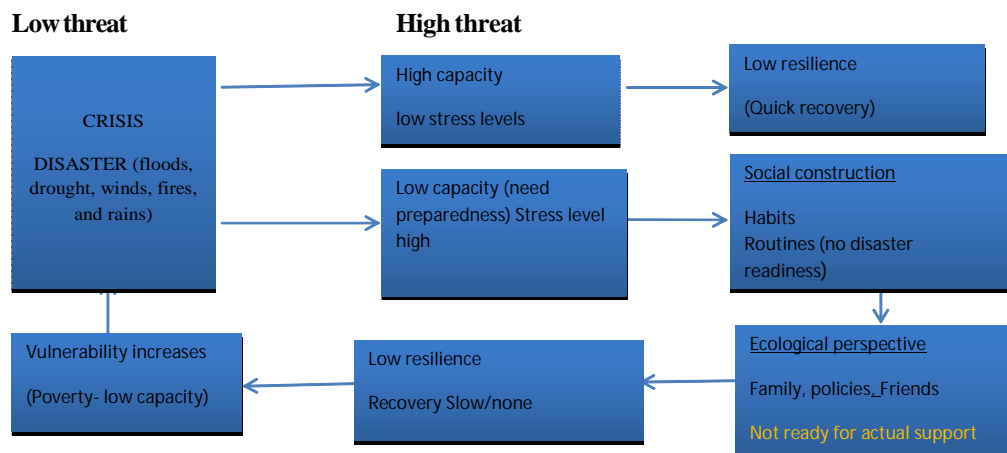 Low threat
High threat
CRISIS
DISASTER (floods,
drought, winds, fires,
and rains)
High capacity
low stress levels
Low resilience
(Quick recovery)
Low capacity (need
preparedness) Stress level
high
Social construction
Habits
Routines (no disaster
readiness)
Vulnerability increases
(Poverty- low capacity)
Low resilience
Recovery Slow/none
Ecological perspective
Family, policies, Friends
Not ready for actual support